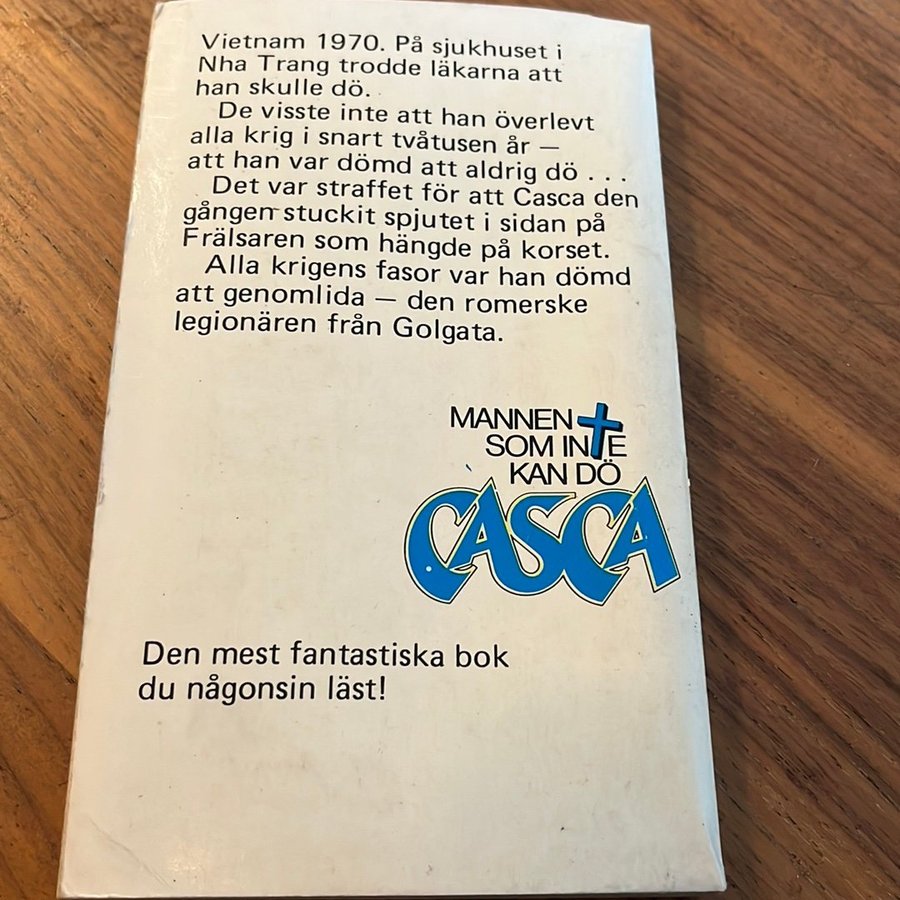 Vietnam 1970. På sjukhuset i
Nha Trang trodde läkarna att
han skulle dö.
De visste inte att han överlevt
alla krig i snart tvåtusen år —
att han var dömd att aldrig dö . . .
Det var straffet för att Casca den
gången stuckit spjutet i sidan på
Frälsaren som hängde på korset.
Alla krigens fasor var han dömd
att genomlida — den romerske
legionären från Golgata.
MANNEN
SOM INTE
KAN DÖ
CASCA
Den mest fantastiska bok
du någonsin läst!